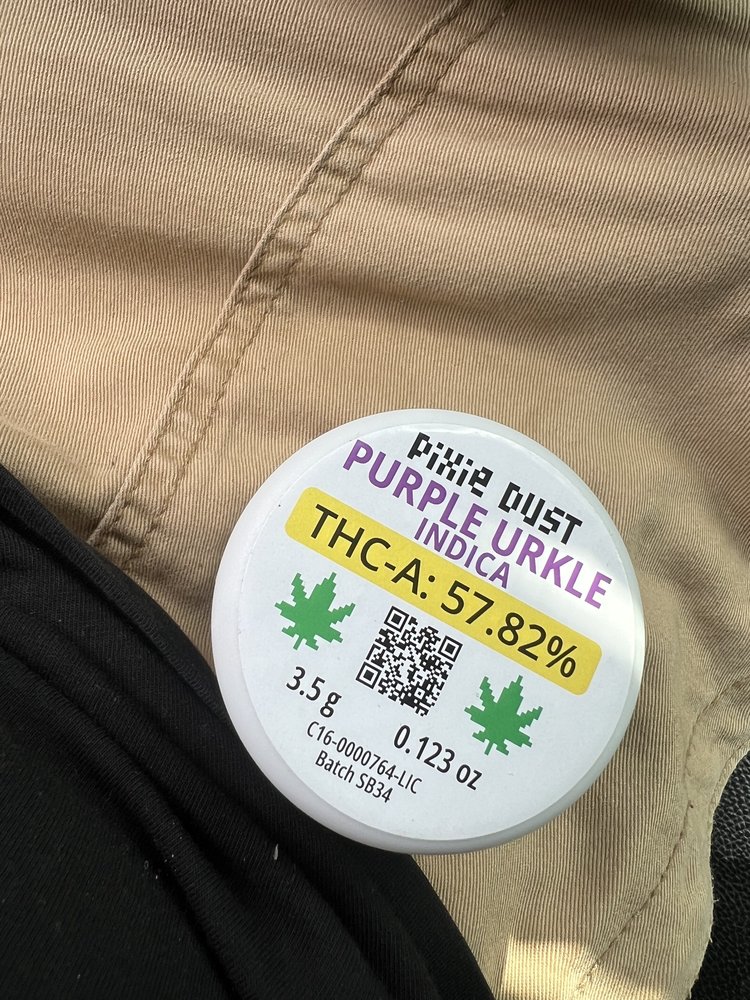 PiXie DUST
PURPLE URKLE
INDICA
THC-A: 57.82%
3.5 g
0.123 oz
C16-0000764-LIC
Batch SB34